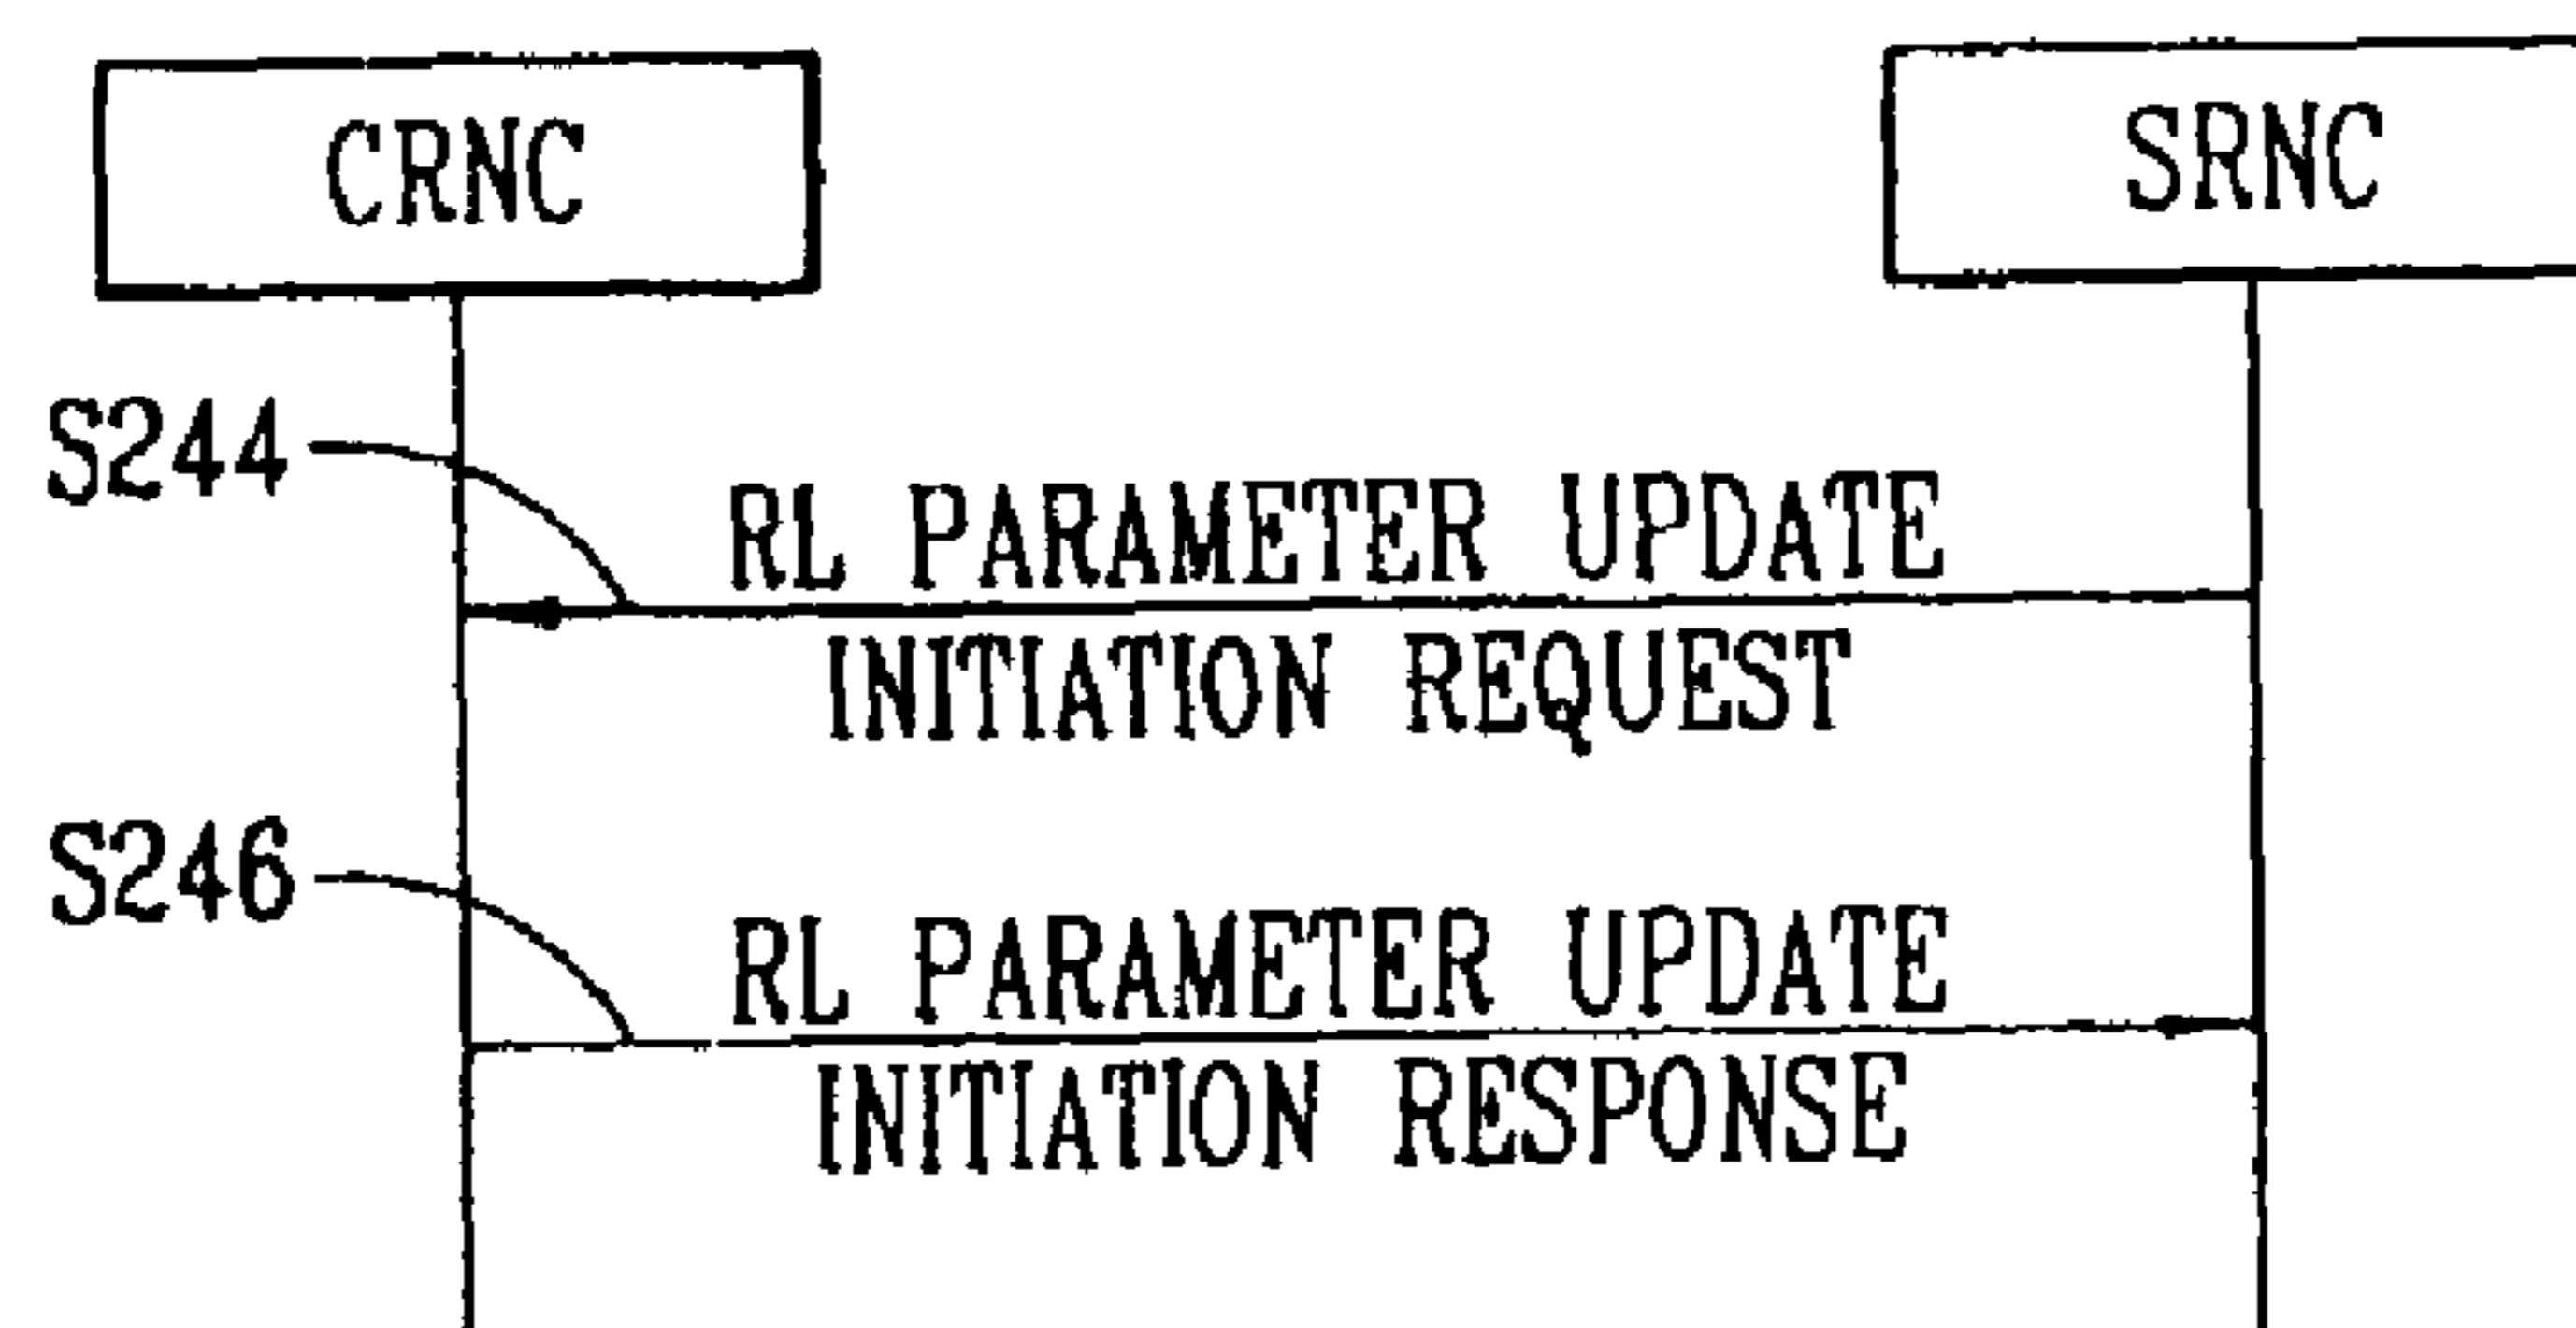 CRNC
SRNC
S244
RL PARAMETER UPDATE
INITIATION REQUEST
S246
RL PARAMETER UPDATE
INITIATION RESPONSE